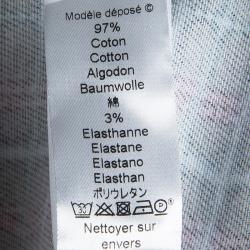 Modèle déposé ©
97%
Coton
Cotton
Algodon
Baumwolle
綿
3%
Elasthanne
Elastane
Elastano
Elasthan
ポリウレタン
Nettoyer sur
envers